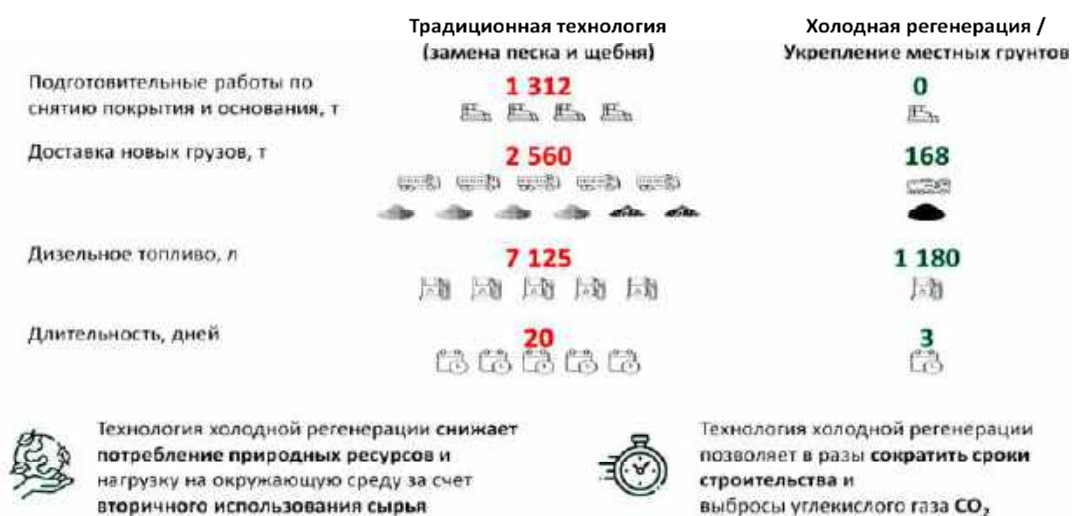 Традиционная технология
(замена песка и щебня)
Холодная регенерация /
Укрепление местных грунтов
Подготовительные работы по
снятию покрытия и основания, т
1 312
0
Доставка новых грузов, т
2 560
168
Дизельное топливо, л
7 125
1 180
Длительность, дней
20
3
Технология холодной регенерации снижает
потребление природных ресурсов и
нагрузку на окружающую среду за счет
вторичного использования сырья
Технология холодной регенерации
позволяет в разы сократить сроки
строительства и
выбросы углекислого газа CO₂